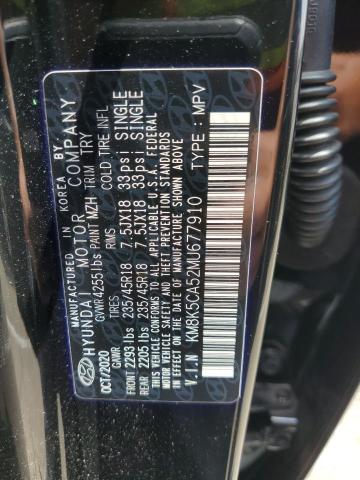 MANUFACTURED IN KOREA BY
HYUNDAI MOTOR COMPANY
OCT/2020 GVWR 4255lbs PAINT MZH TRIM TRY
GAWR TIRES RMS COLD TIRE INFL
FRONT 2293lbs 235/45R18 7.5JX18 33psi SINGLE
REAR 2205lbs 235/45R18 7.5JX18 33psi SINGLE
THIS VEHICLE CONFORMS TO ALL APPLICABLE U.S.A. FEDERAL
MOTOR VEHICLE SAFETY, BUMPER, AND THEFT PREVENTION
STANDARDS IN EFFECT ON THE DATE OF MANUFACTURE SHOWN ABOVE.
V.I.N: KM8K5CA52MU677910 TYPE: MPV